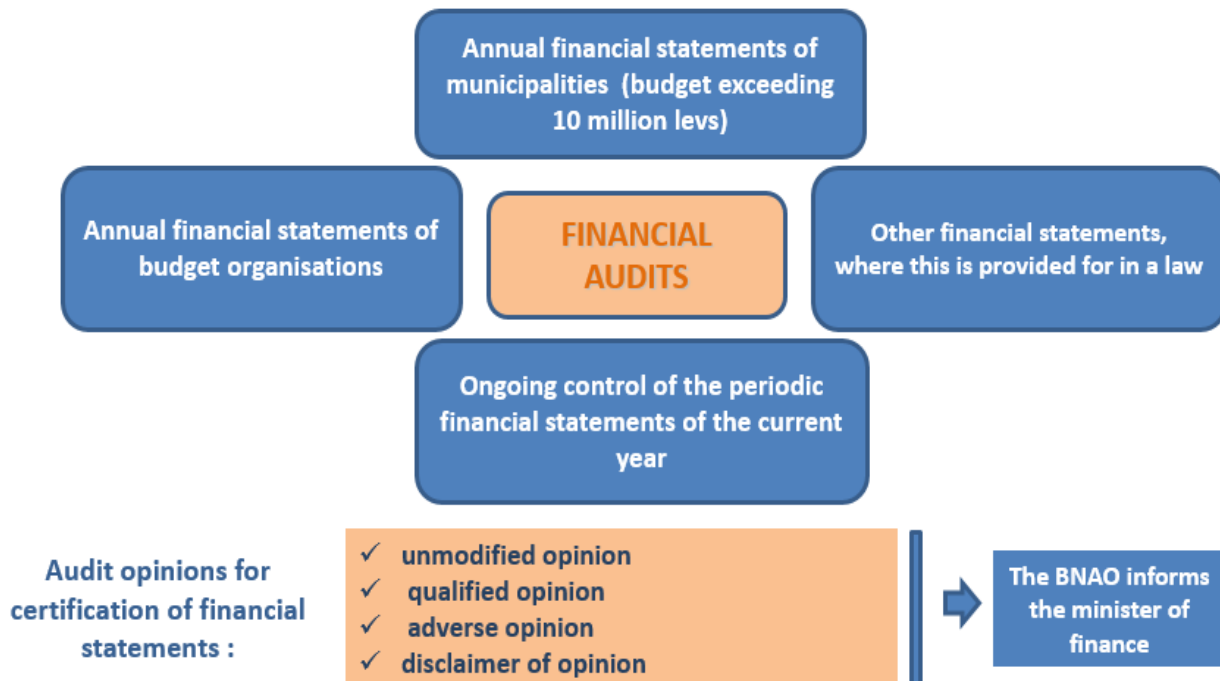 Annual financial statements of
municipalities (budget exceeding
10 million levs)
Annual financial statements of
budget organisations
FINANCIAL
AUDITS
Other financial statements,
where this is provided for in a law
Ongoing control of the periodic
financial statements of the current
year
Audit opinions for
certification of financial
statements :
✓ unmodified opinion
✓ qualified opinion
✓ adverse opinion
✓ disclaimer of opinion
The BNAO informs
the minister of
finance